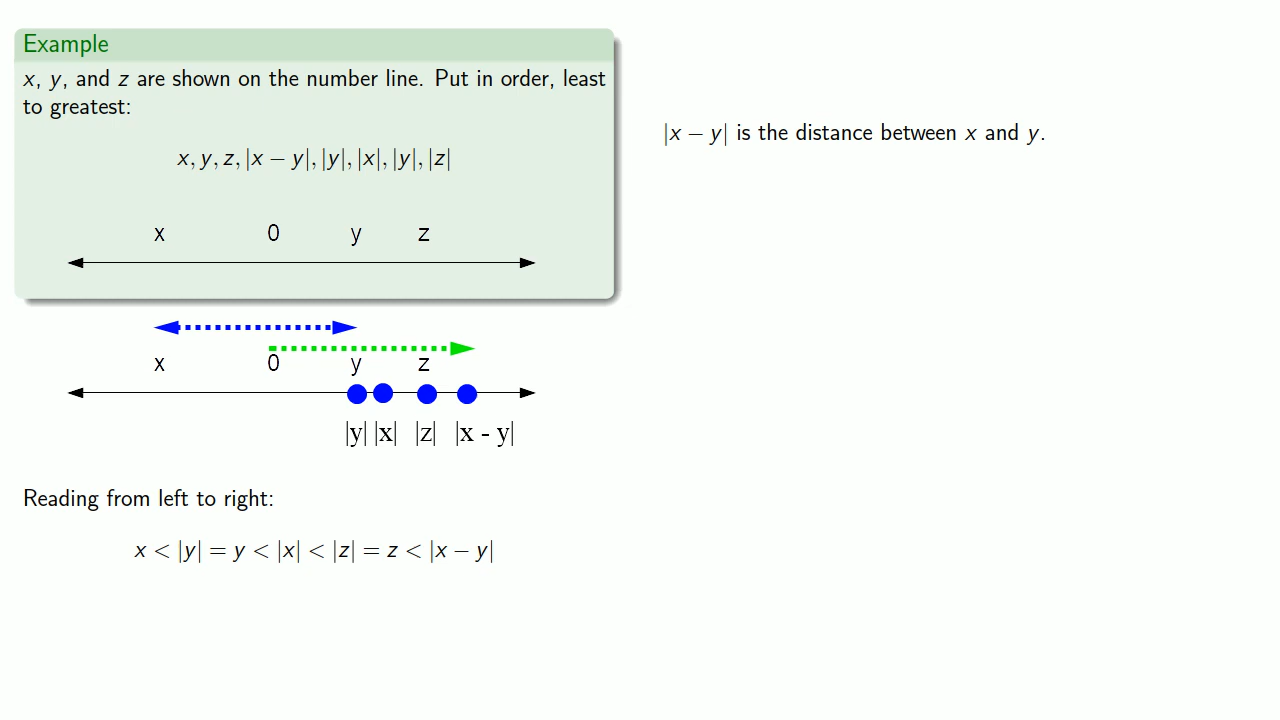 Example
x, y, and z are shown on the number line. Put in order, least
to greatest:
x, y, z, |x − y|, |y|, |x|, |y|, |z|
x 0 y z
|x − y| is the distance between x and y.
x 0 y z
|y| |x| |z| |x - y|
Reading from left to right:
x < |y| = y < |x| < |z| = z < |x − y|